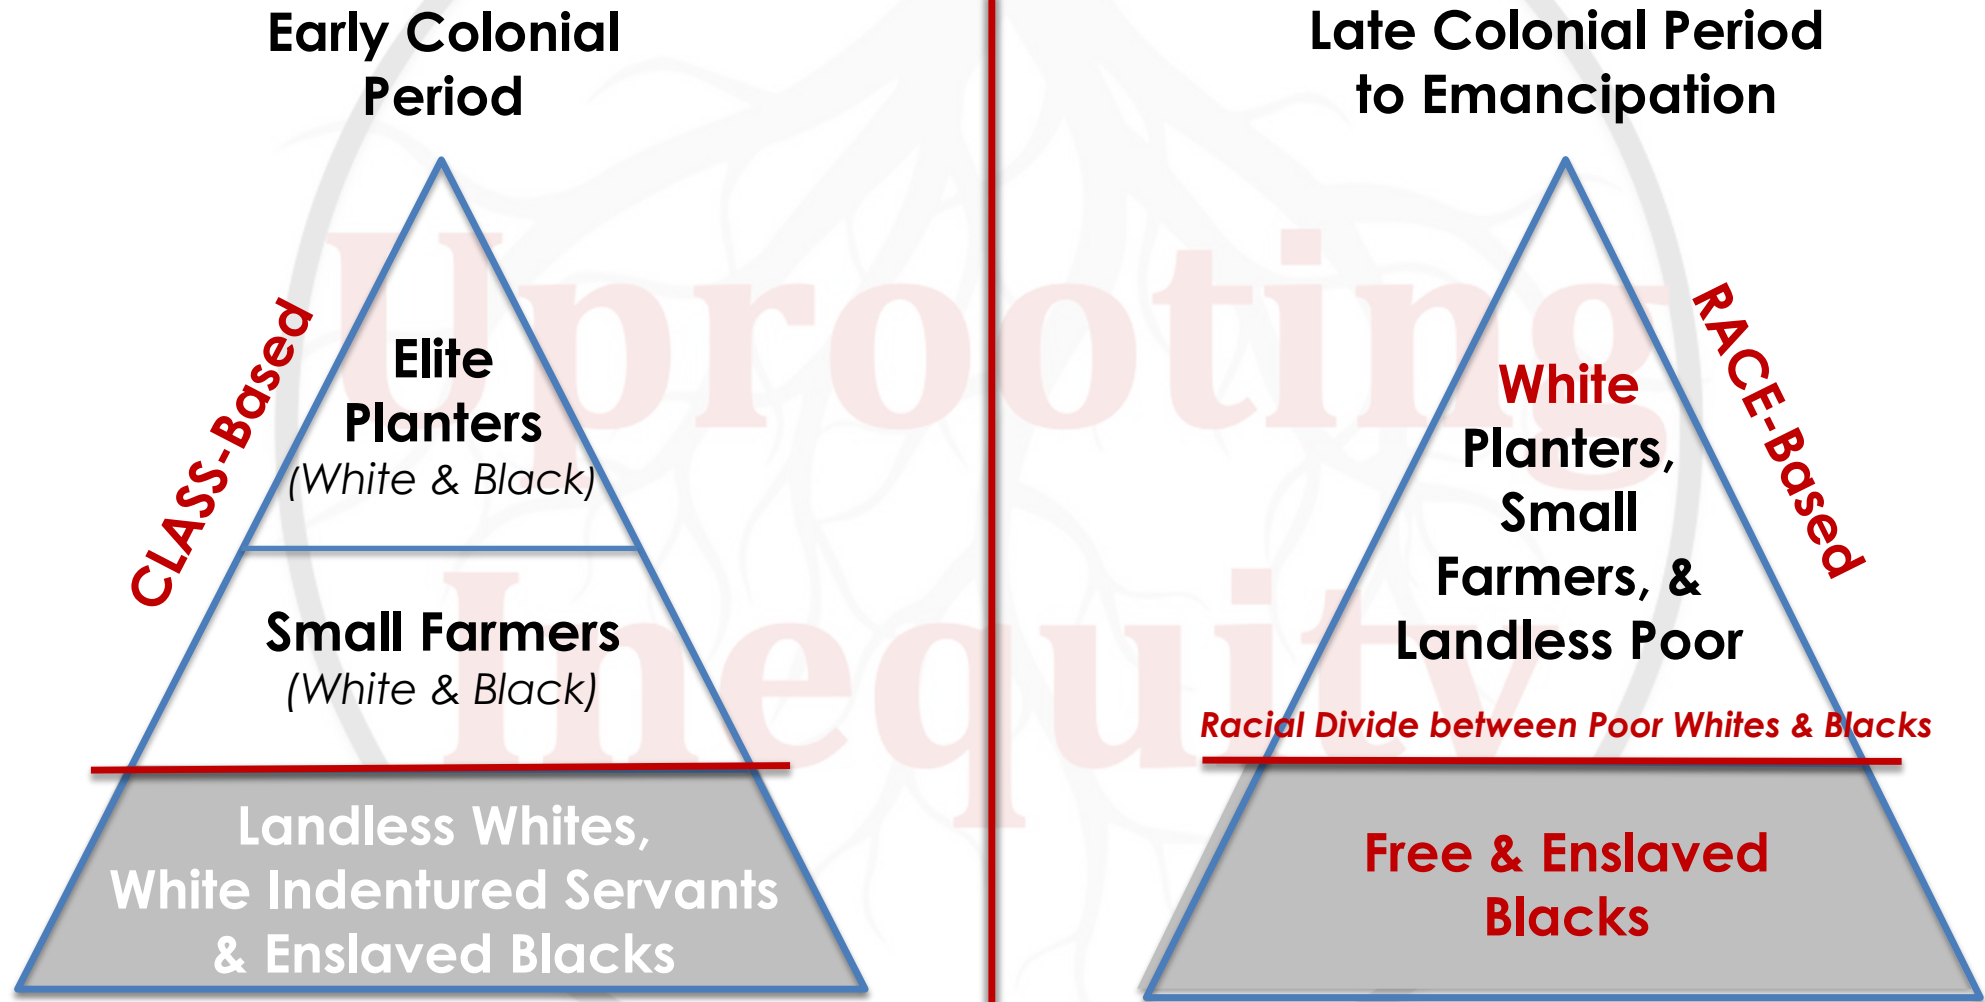 Early Colonial
Period
CLASS-Based
Elite
Planters
(White & Black)
Small Farmers
(White & Black)
Landless Whites,
White Indentured Servants
& Enslaved Blacks
Late Colonial Period
to Emancipation
RACE-Based
White
Planters,
Small
Farmers, &
Landless Poor
Racial Divide between Poor Whites & Blacks
Free & Enslaved
Blacks
Uprooting
Inequity